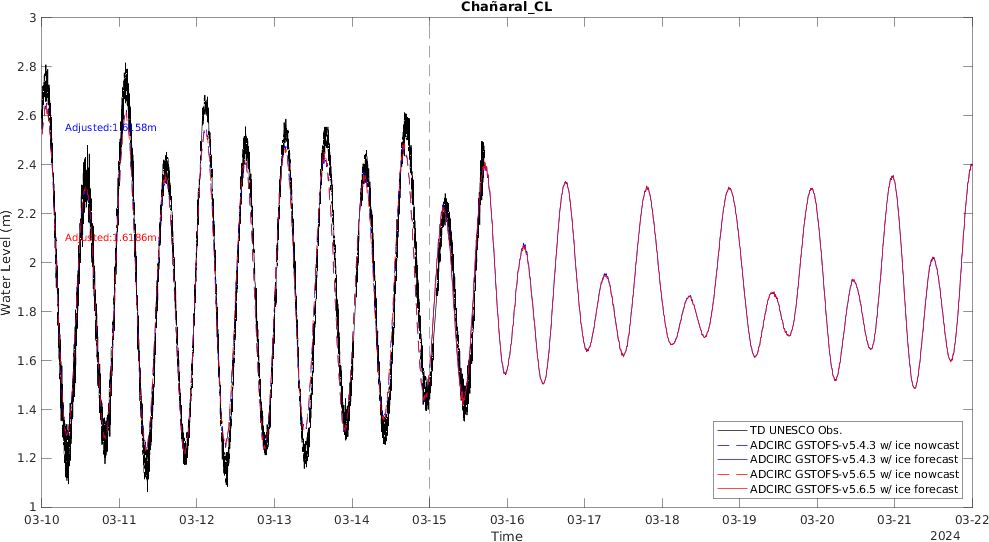 Chañaral_CL
3
2.8
2.6
2.4
2.2
2
1.8
1.6
1.4
1.2
1
Water Level (m)
Adjusted:1.6158m
Adjusted:1.6186m
TD UNESCO Obs.
ADCIRC GSTOFS-v5.4.3 w/ ice nowcast
ADCIRC GSTOFS-v5.4.3 w/ ice forecast
ADCIRC GSTOFS-v5.6.5 w/ ice nowcast
ADCIRC GSTOFS-v5.6.5 w/ ice forecast
03-10 03-11 03-12 03-13 03-14 03-15 03-16 03-17 03-18 03-19 03-20 03-21 03-22
Time
2024